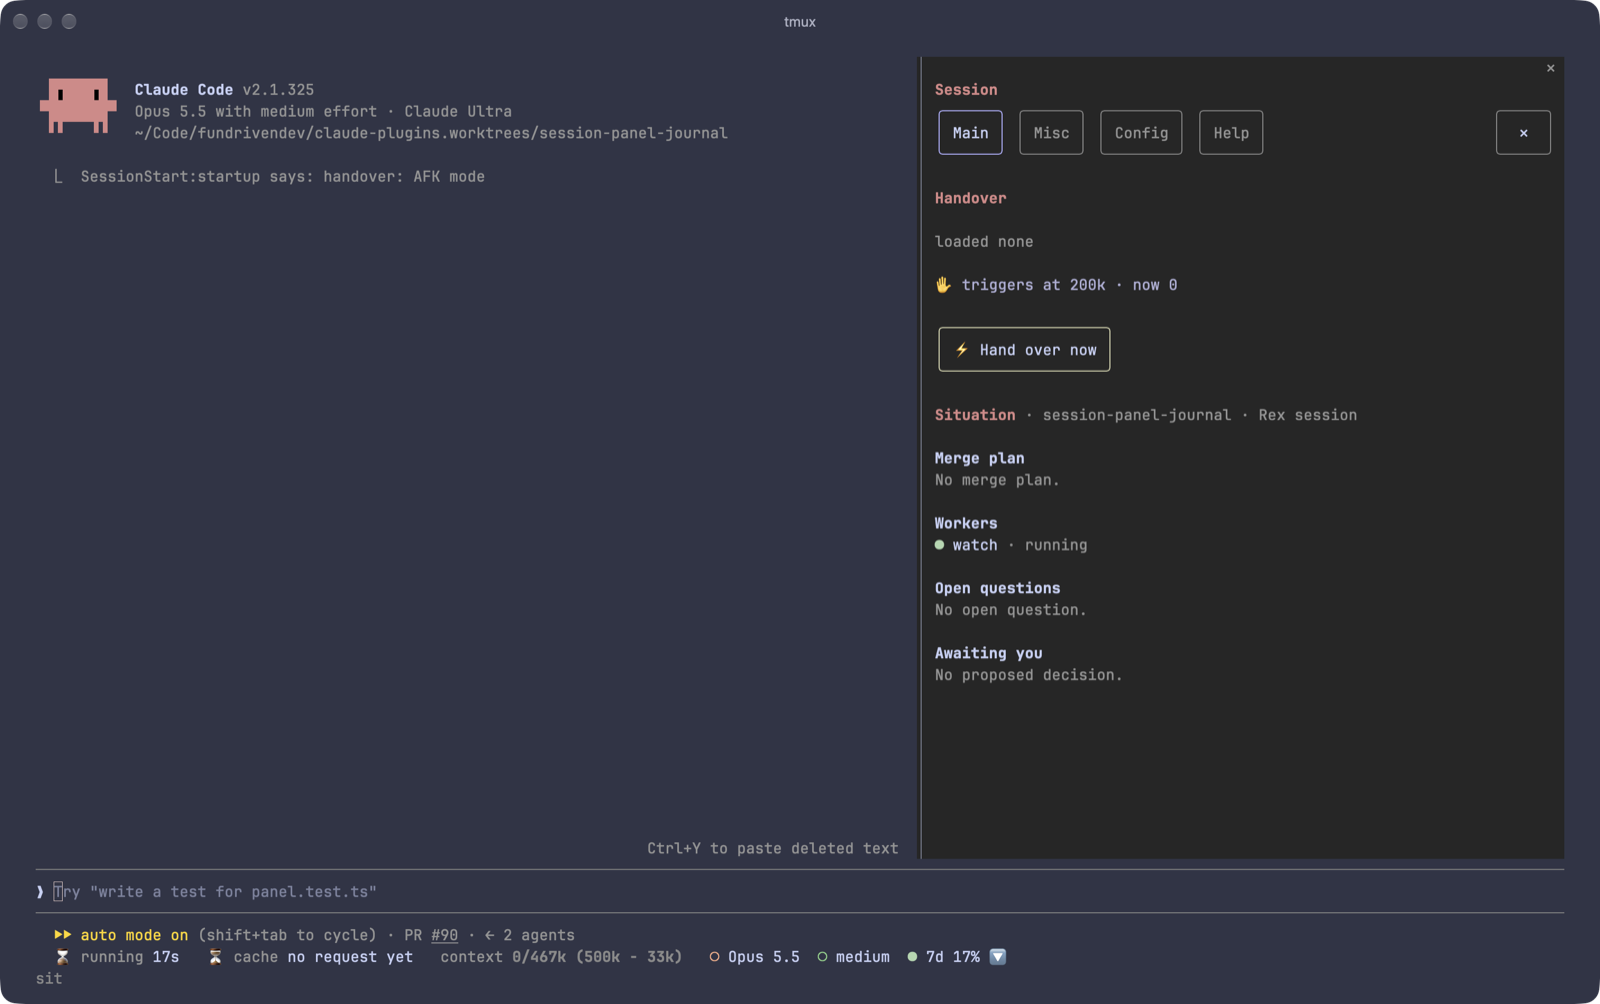 tmux
Claude Code v2.1.325
Opus 5.5 with medium effort · Claude Ultra
~/Code/fundrivendev/claude-plugins.worktrees/session-panel-journal
SessionStart:startup says: handover: AFK mode
Ctrl+Y to paste deleted text
×
Session
Main Misc Config Help ×
Handover
loaded none
triggers at 200k · now 0
Hand over now
Situation · session-panel-journal · Rex session
Merge plan
No merge plan.
Workers
watch · running
Open questions
No open question.
Awaiting you
No proposed decision.
❯ Try "write a test for panel.test.ts"
auto mode on (shift+tab to cycle) · PR #90 · ← 2 agents
running 17s cache no request yet context 0/467k (500k - 33k) Opus 5.5 medium 7d 17%
sit